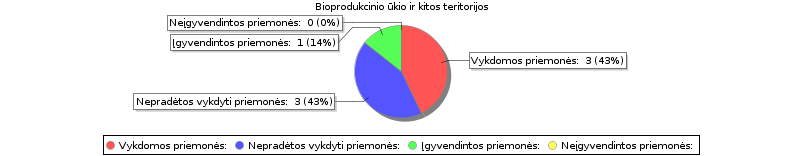 Bioprodukcinio ūkio ir kitos teritorijos
Neįgyvendintos priemonės:  0 (0%)
Įgyvendintos priemonės:  1 (14%)
Vykdomos priemonės:  3 (43%)
Nepradėtos vykdyti priemonės:  3 (43%)
Vykdomos priemonės: Nepradėtos vykdyti priemonės: Įgyvendintos priemonės: Neįgyvendintos priemonės: